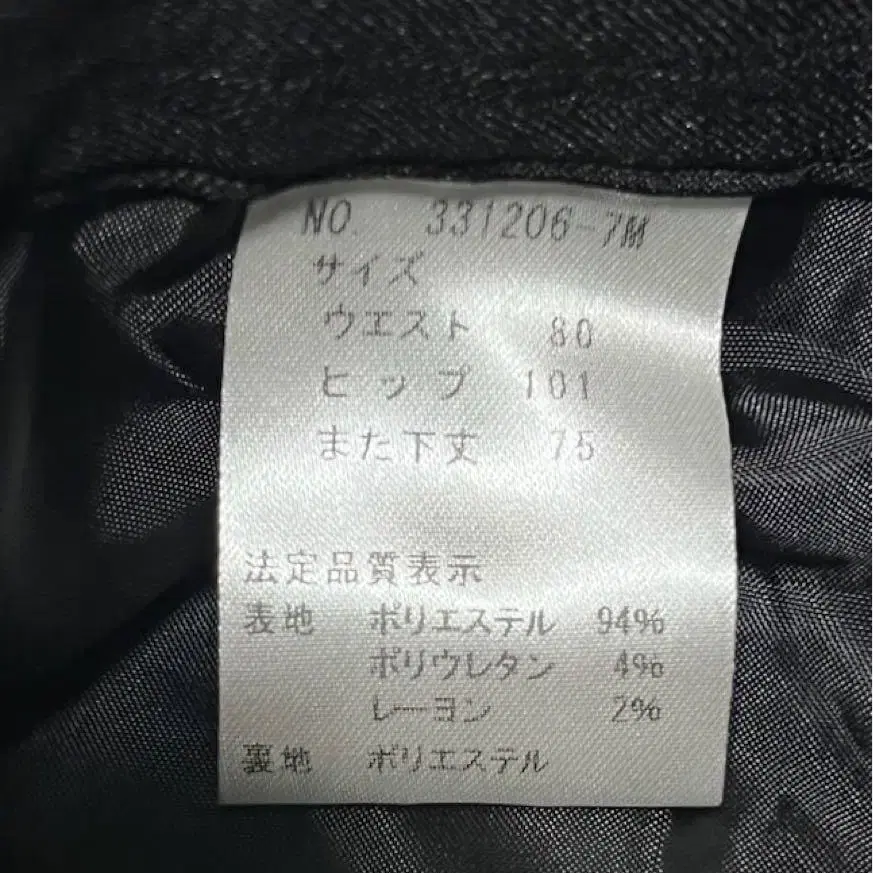 NO. 331206-7M
サイズ
ウエスト 80
ヒップ 101
また下丈 75
法定品質表示
表地 ポリエステル 94%
ポリウレタン 4%
レーヨン 2%
裏地 ポリエステル